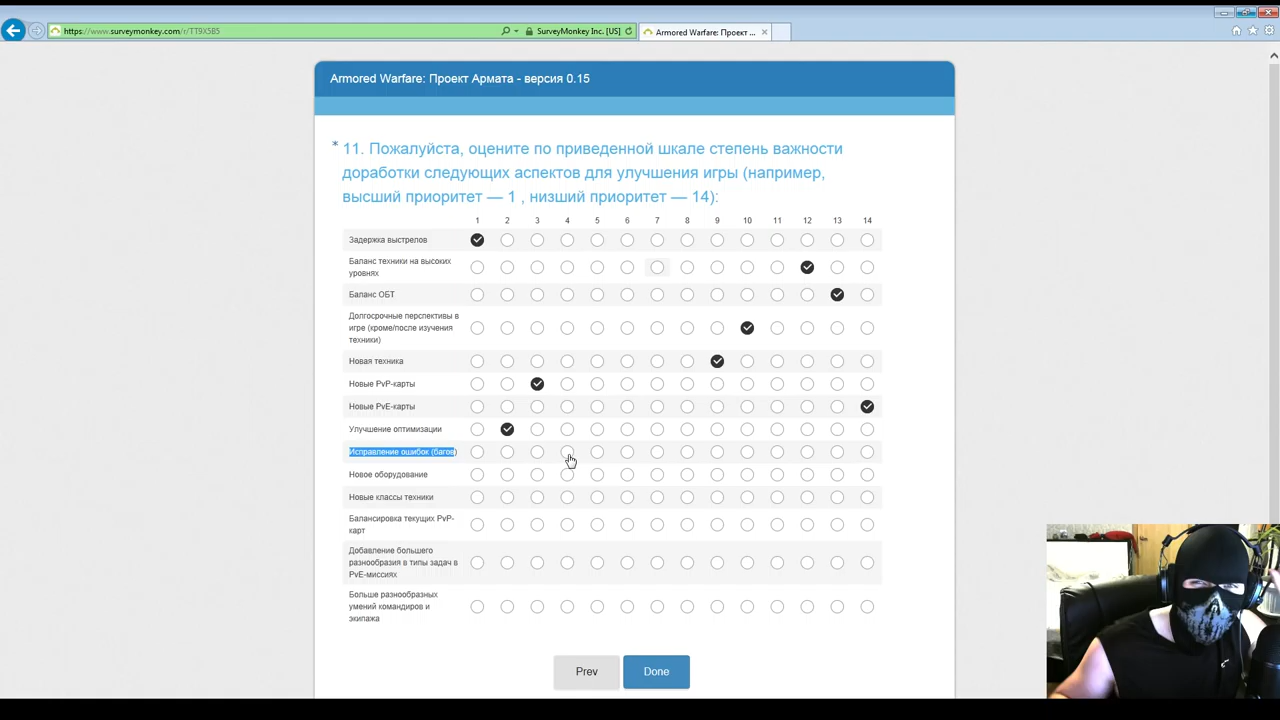 https://www.surveymonkey.com/r/TT9X5B5
SurveyMonkey Inc. [US]
Armored Warfare: Проект ...
Armored Warfare: Проект Армата - версия 0.15
* 11. Пожалуйста, оцените по приведенной шкале степень важности
доработки следующих аспектов для улучшения игры (например,
высший приоритет — 1 , низший приоритет — 14):
1 2 3 4 5 6 7 8 9 10 11 12 13 14
Задержка выстрелов
Баланс техники на высоких
уровнях
Баланс ОБТ
Долгосрочные перспективы в
игре (кроме/после изучения
техники)
Новая техника
Новые PvP-карты
Новые PvE-карты
Улучшение оптимизации
Исправление ошибок (багов)
Новое оборудование
Новые классы техники
Балансировка текущих PvP-
карт
Добавление большего
разнообразия в типы задач в
PvE-миссиях
Больше разнообразных
умений командиров и
экипажа
Prev
Done